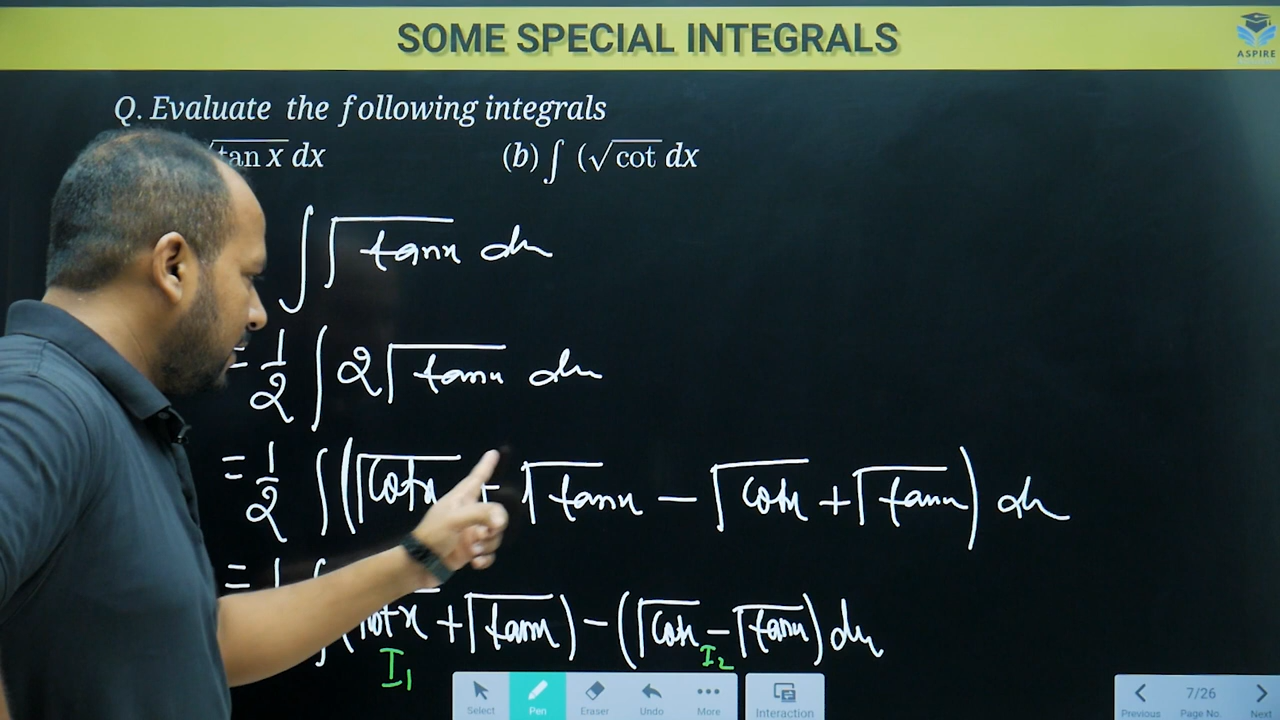 SOME SPECIAL INTEGRALS
ASPIRE
Q. Evaluate the following integrals
√tan x dx
(b) ∫ (√cot dx
∫ √tanx dx
= 1/2 ∫ 2√tanx dx
= 1/2 ∫ (√cotx + √tanx − √cotx + √tanx) dx
= 1 ∫ (√cotx + √tanx) − (√cotx − √tanx) dx
I₁ I₂
Select Pen Eraser Undo More Interaction
7/26
Previous Page No. Next